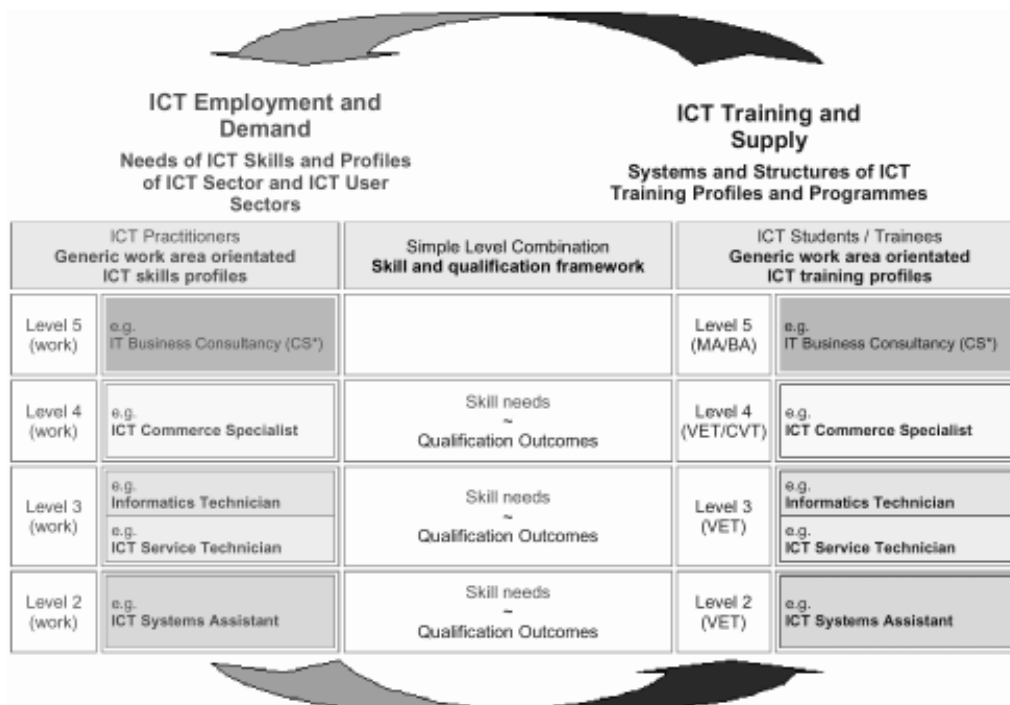 ICT Employment and
Demand
Needs of ICT Skills and Profiles
of ICT Sector and ICT User
Sectors
ICT Training and
Supply
Systems and Structures of ICT
Training Profiles and Programmes
ICT Practitioners
Generic work area orientated
ICT skills profiles
Simple Level Combination
Skill and qualification framework
ICT Students / Trainees
Generic work area orientated
ICT training profiles
Level 5
(work)
e.g.
IT Business Consultancy (CS*)
Level 5
(MA/BA)
e.g.
IT Business Consultancy (CS*)
Level 4
(work)
e.g.
ICT Commerce Specialist
Skill needs
~
Qualification Outcomes
Level 4
(VET/CVT)
e.g.
ICT Commerce Specialist
Level 3
(work)
e.g.
Informatics Technician
e.g.
ICT Service Technician
Skill needs
~
Qualification Outcomes
Level 3
(VET)
e.g.
Informatics Technician
e.g.
ICT Service Technician
Level 2
(work)
e.g.
ICT Systems Assistant
Skill needs
~
Qualification Outcomes
Level 2
(VET)
e.g.
ICT Systems Assistant